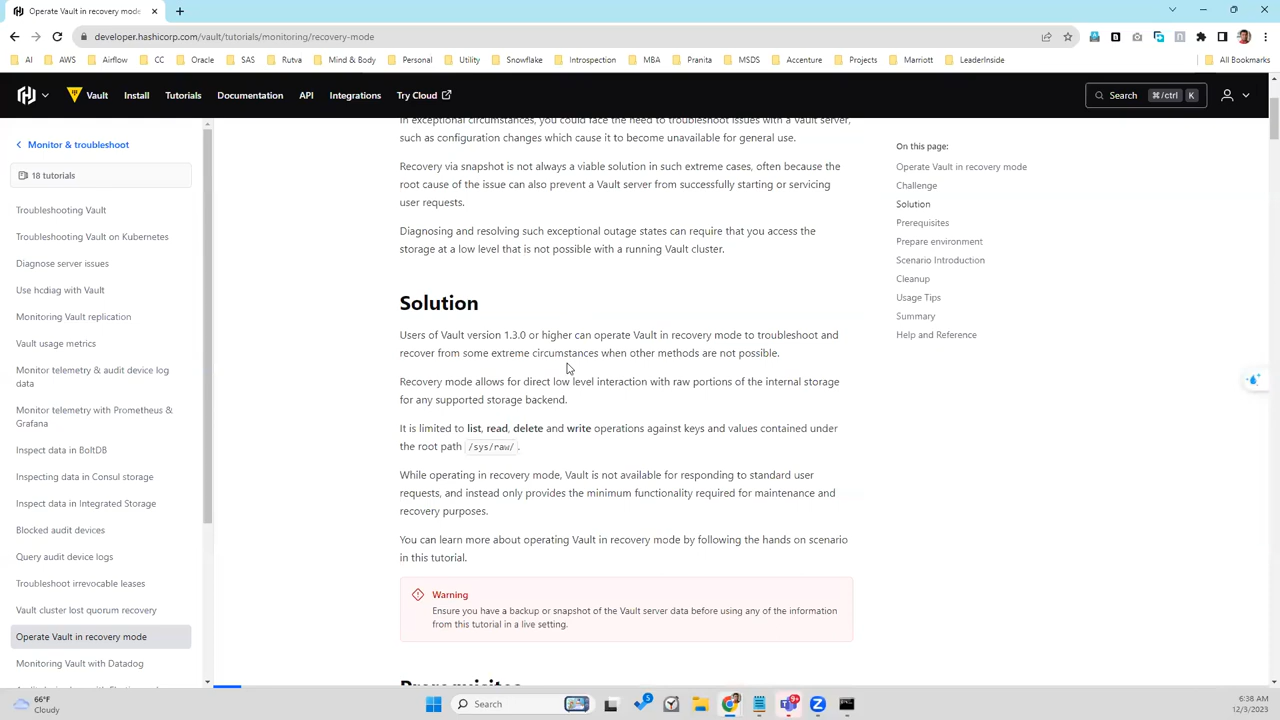 Operate Vault in recovery mode
developer.hashicorp.com/vault/tutorials/monitoring/recovery-mode
AI AWS Airflow CC Oracle SAS Rutva Mind & Body Personal Utility Snowflake Introspection MBA Pranita MSDS Accenture Projects Marriott LeaderInside All Bookmarks
Vault Install Tutorials Documentation API Integrations Try Cloud Search ⌘/ctrl K
Monitor & troubleshoot
18 tutorials
Troubleshooting Vault
Troubleshooting Vault on Kubernetes
Diagnose server issues
Use hcdiag with Vault
Monitoring Vault replication
Vault usage metrics
Monitor telemetry & audit device log
data
Monitor telemetry with Prometheus &
Grafana
Inspect data in BoltDB
Inspecting data in Consul storage
Inspect data in Integrated Storage
Blocked audit devices
Query audit device logs
Troubleshoot irrevocable leases
Vault cluster lost quorum recovery
Operate Vault in recovery mode
Monitoring Vault with Datadog
In exceptional circumstances, you could face the need to troubleshoot issues with a Vault server,
such as configuration changes which cause it to become unavailable for general use.
Recovery via snapshot is not always a viable solution in such extreme cases, often because the
root cause of the issue can also prevent a Vault server from successfully starting or servicing
user requests.
Diagnosing and resolving such exceptional outage states can require that you access the
storage at a low level that is not possible with a running Vault cluster.
Solution
Users of Vault version 1.3.0 or higher can operate Vault in recovery mode to troubleshoot and
recover from some extreme circumstances when other methods are not possible.
Recovery mode allows for direct low level interaction with raw portions of the internal storage
for any supported storage backend.
It is limited to list, read, delete and write operations against keys and values contained under
the root path /sys/raw/.
While operating in recovery mode, Vault is not available for responding to standard user
requests, and instead only provides the minimum functionality required for maintenance and
recovery purposes.
You can learn more about operating Vault in recovery mode by following the hands on scenario
in this tutorial.
Warning
Ensure you have a backup or snapshot of the Vault server data before using any of the information
from this tutorial in a live setting.
Prerequisites
On this page:
Operate Vault in recovery mode
Challenge
Solution
Prerequisites
Prepare environment
Scenario Introduction
Cleanup
Usage Tips
Summary
Help and Reference
66°F
Cloudy
Search
5
9+
6:38 AM
12/3/2023